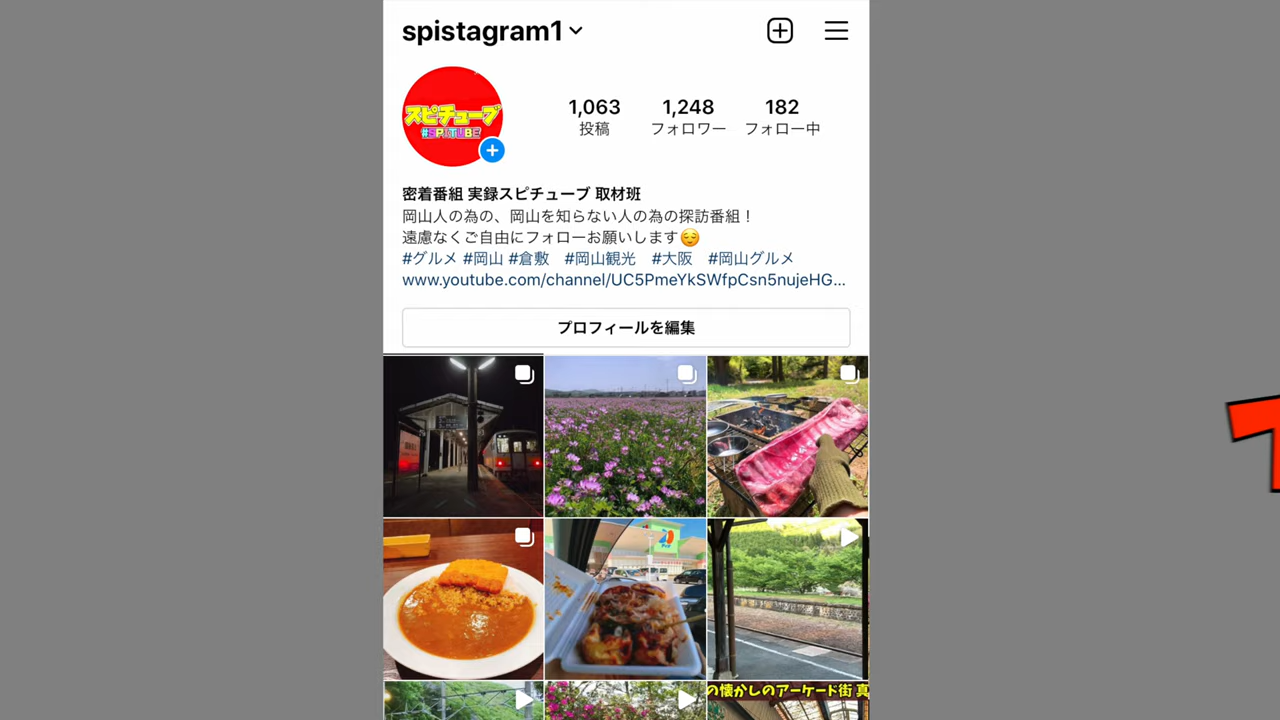 spistagram1
スピチューブ
#SPITUBE
1,063
投稿
1,248
フォロワー
182
フォロー中
密着番組 実録スピチューブ 取材班
岡山人の為の、岡山を知らない人の為の探訪番組！
遠慮なくご自由にフォローお願いします😌
#グルメ #岡山 #倉敷　#岡山観光　#大阪　#岡山グルメ
www.youtube.com/channel/UC5PmeYkSWfpCsn5nujeHG...
プロフィールを編集
の懐かしのアーケード街 真